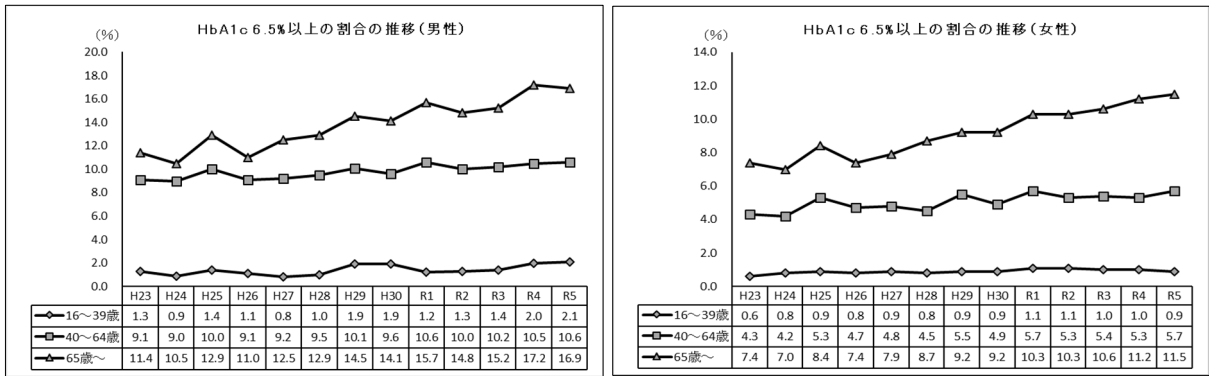 HbA1c 6.5%以上の割合の推移(男性)
(%)
20.0
18.0
16.0
14.0
12.0
10.0
8.0
6.0
4.0
2.0
0.0
H23 H24 H25 H26 H27 H28 H29 H30 R1 R2 R3 R4 R5
16~39歳 1.3 0.9 1.4 1.1 0.8 1.0 1.9 1.9 1.2 1.3 1.4 2.0 2.1
40~64歳 9.1 9.0 10.0 9.1 9.2 9.5 10.1 9.6 10.6 10.0 10.2 10.5 10.6
65歳~ 11.4 10.5 12.9 11.0 12.5 12.9 14.5 14.1 15.7 14.8 15.2 17.2 16.9
HbA1c 6.5%以上の割合の推移(女性)
(%)
14.0
12.0
10.0
8.0
6.0
4.0
2.0
0.0
H23 H24 H25 H26 H27 H28 H29 H30 R1 R2 R3 R4 R5
16~39歳 0.6 0.8 0.9 0.8 0.9 0.8 0.9 0.9 1.1 1.1 1.0 1.0 0.9
40~64歳 4.3 4.2 5.3 4.7 4.8 4.5 5.5 4.9 5.7 5.3 5.4 5.3 5.7
65歳~ 7.4 7.0 8.4 7.4 7.9 8.7 9.2 9.2 10.3 10.3 10.6 11.2 11.5